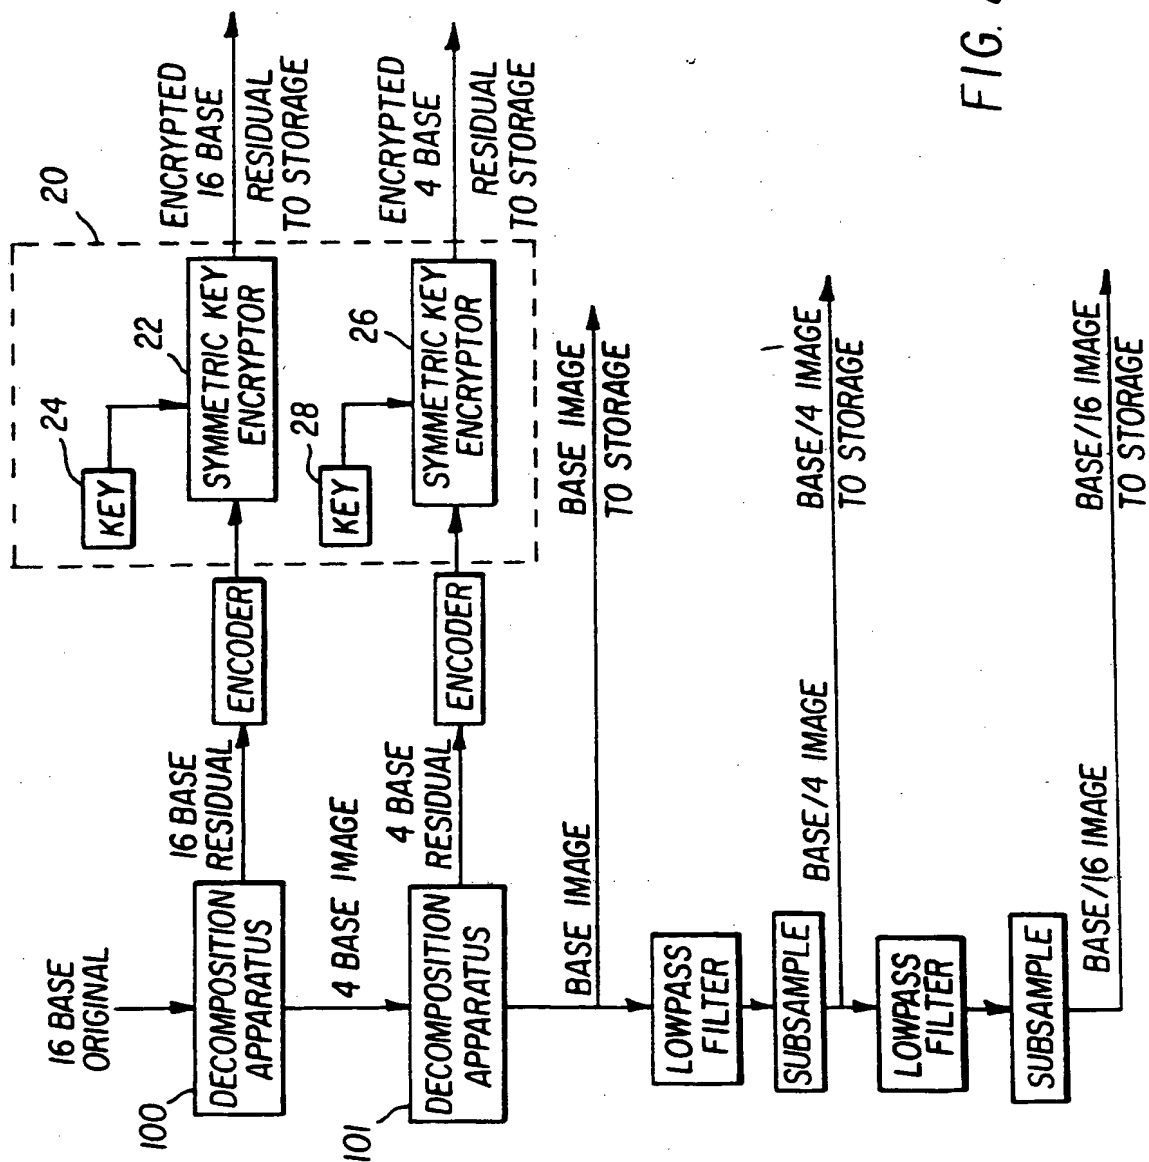 16 BASE
ORIGINAL
100
DECOMPOSITION
APPARATUS
16 BASE
RESIDUAL
ENCODER
24
KEY
22
SYMMETRIC KEY
ENCRYPTOR
20
ENCRYPTED
16 BASE
RESIDUAL
TO STORAGE
4 BASE IMAGE
101
DECOMPOSITION
APPARATUS
4 BASE
RESIDUAL
ENCODER
28
KEY
26
SYMMETRIC KEY
ENCRYPTOR
ENCRYPTED
4 BASE
RESIDUAL
TO STORAGE
BASE IMAGE
BASE IMAGE
TO STORAGE
LOWPASS
FILTER
SUBSAMPLE
BASE/4 IMAGE
BASE/4 IMAGE
TO STORAGE
LOWPASS
FILTER
SUBSAMPLE
BASE/16 IMAGE
BASE/16 IMAGE
TO STORAGE
FIG.